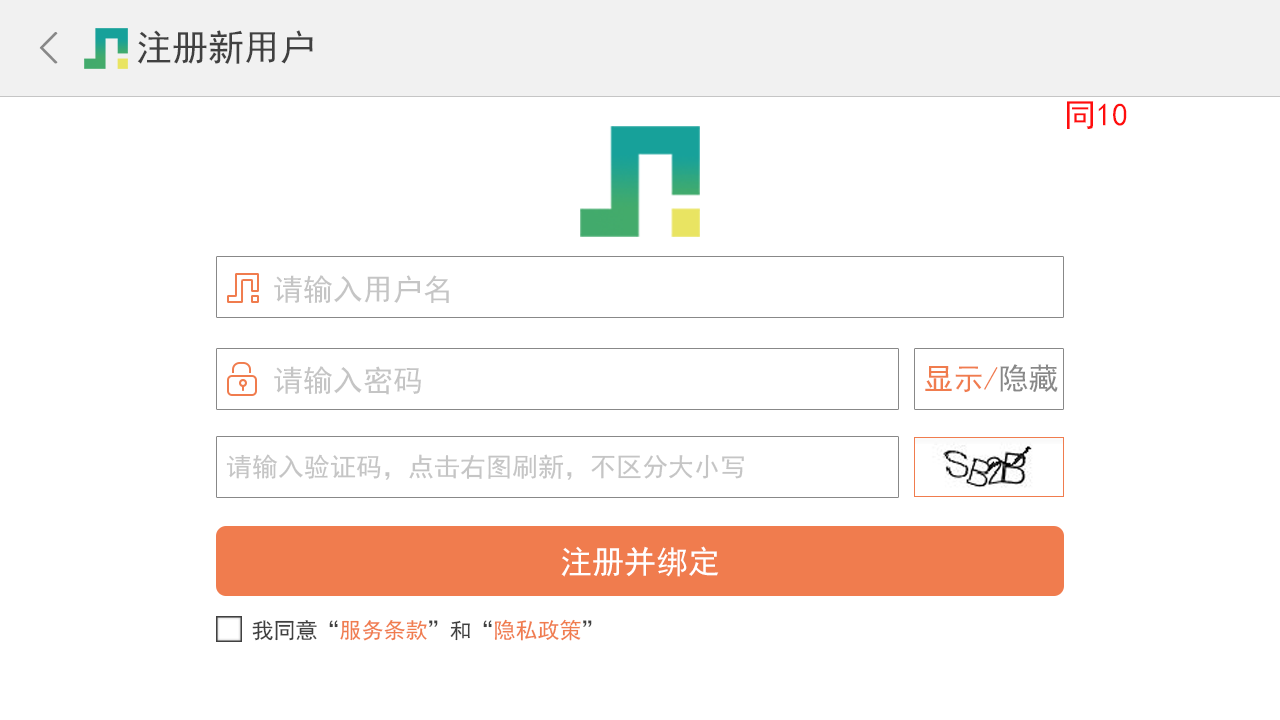 注册新用户
同10
请输入用户名
请输入密码
显示/隐藏
请输入验证码，点击右图刷新，不区分大小写
SB2B
注册并绑定
我同意“服务条款”和“隐私政策”